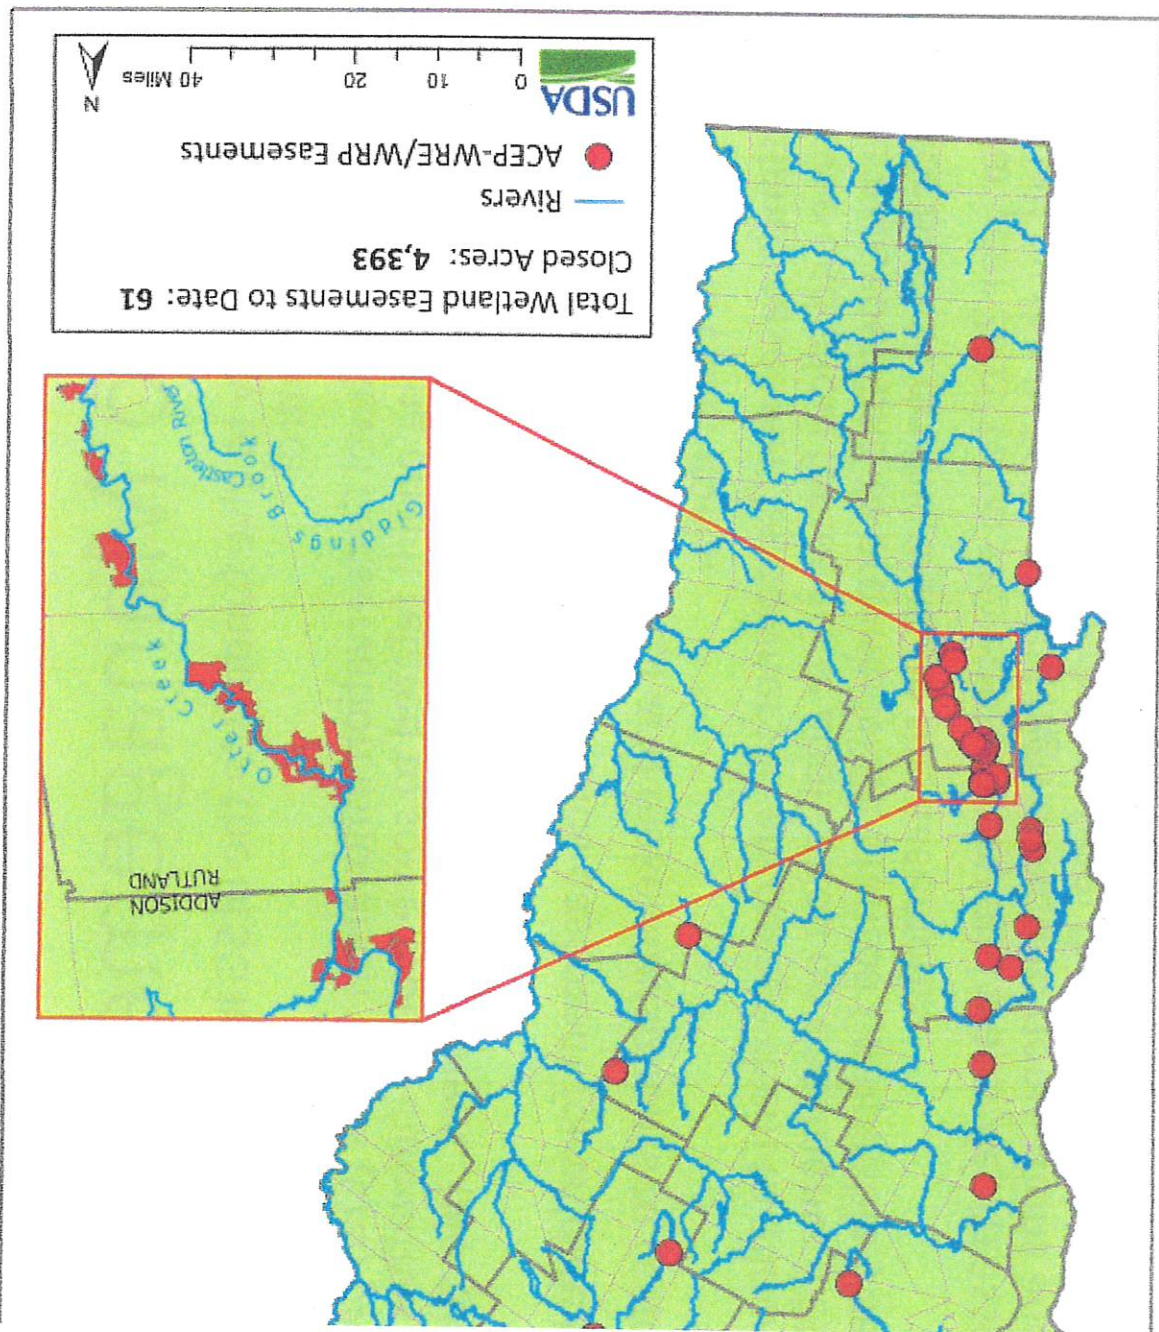 ADDISON
RUTLAND
Otter Creek
Giddings Brook
Castleton River
Total Wetland Easements to Date: 61
Closed Acres: 4,393
Rivers
ACEP-WRE/WRP Easements
USDA
0 10 20 40 Miles
N